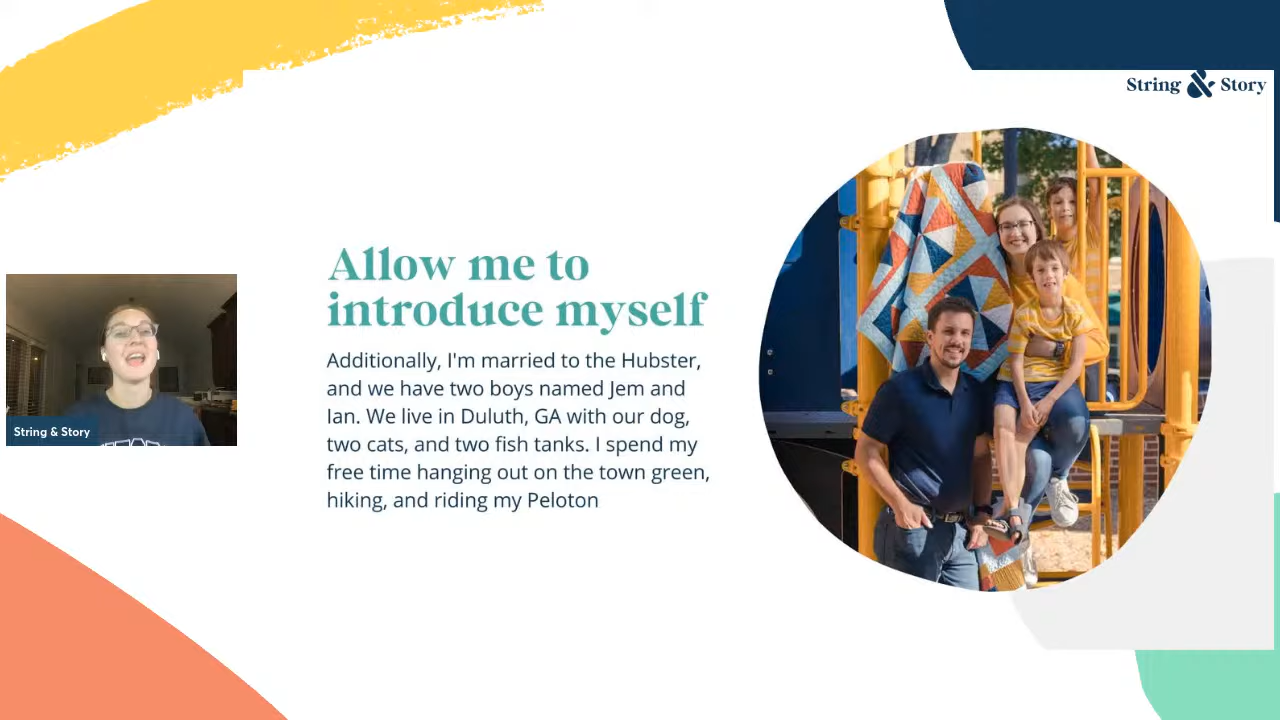 String & Story
Allow me to
introduce myself
Additionally, I'm married to the Hubster,
and we have two boys named Jem and
Ian. We live in Duluth, GA with our dog,
two cats, and two fish tanks. I spend my
free time hanging out on the town green,
hiking, and riding my Peloton
String & Story